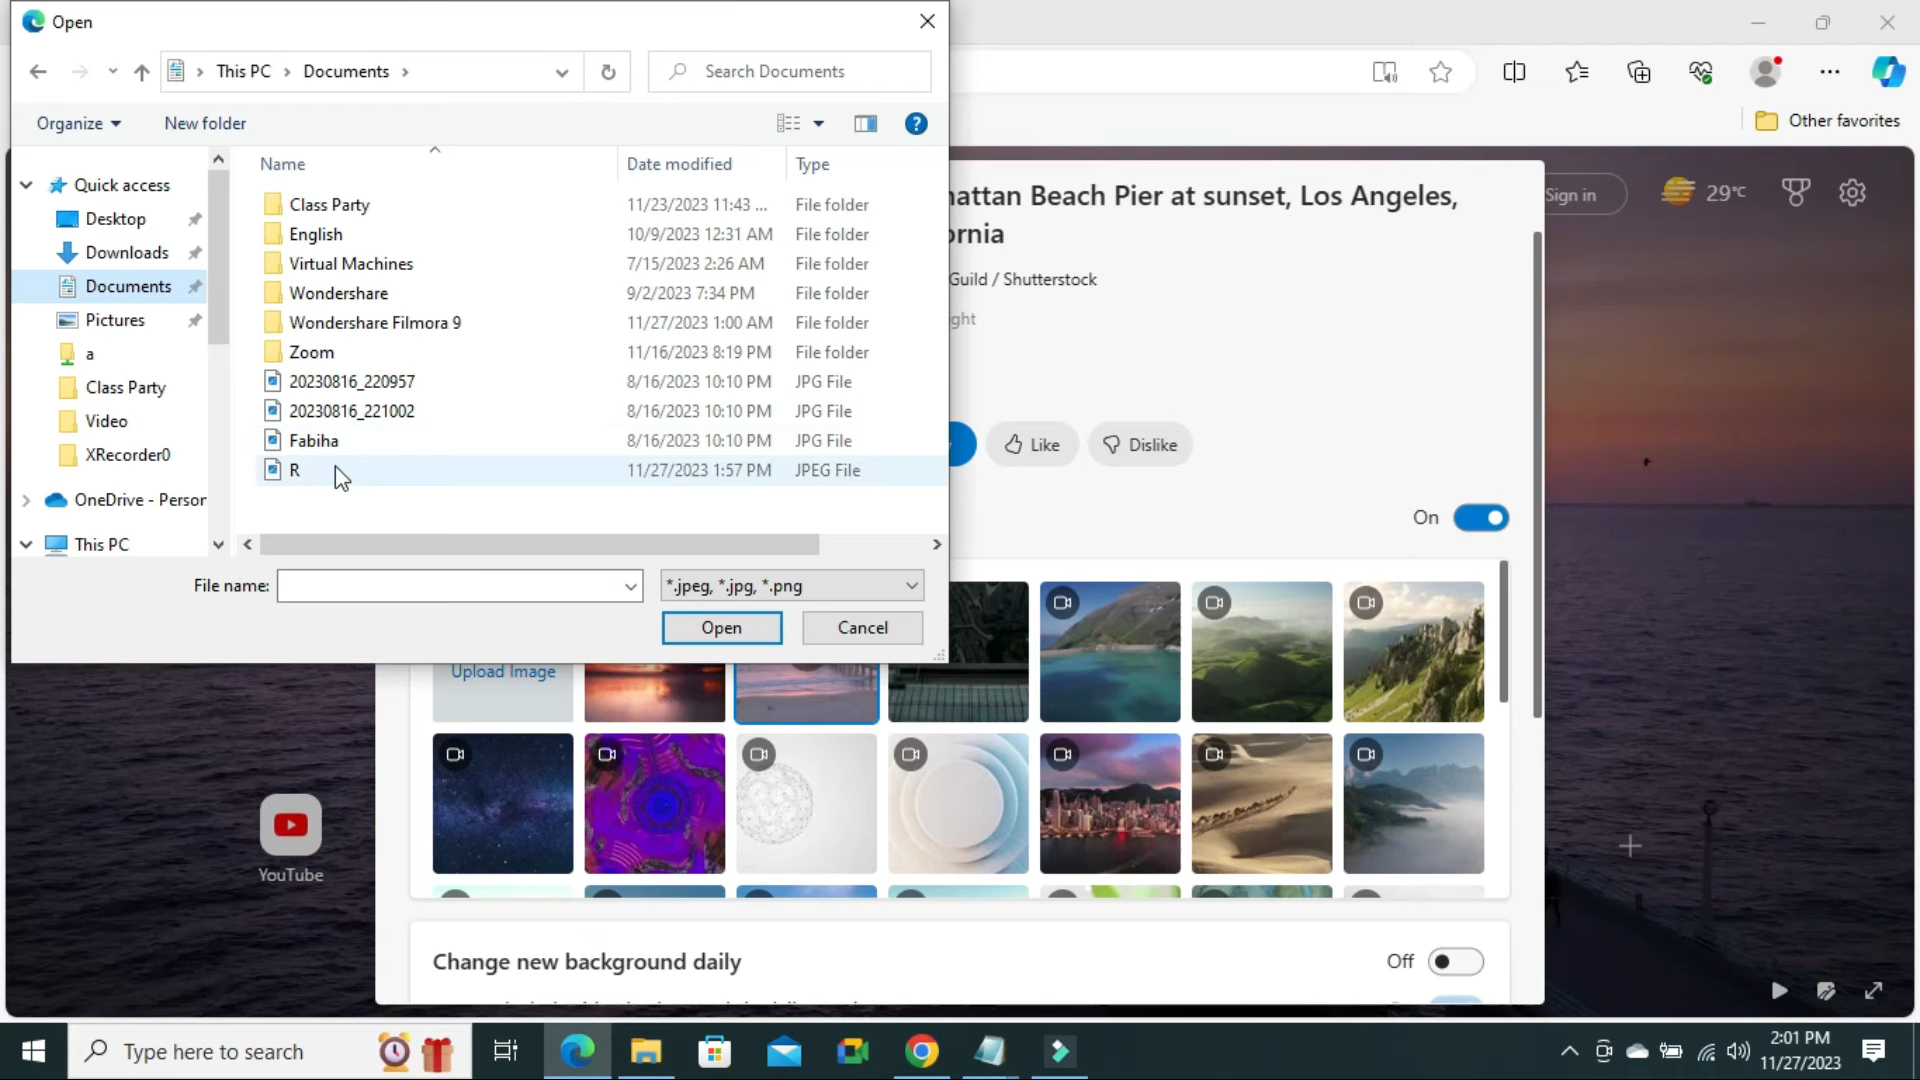 Open
This PC
Documents
Search Documents
Organize
New folder
Name
Date modified
Type
Quick access
Desktop
Downloads
Documents
Pictures
a
Class Party
Video
XRecorder0
OneDrive - Person
This PC
Class Party 11/23/2023 11:43 ... File folder
English 10/9/2023 12:31 AM File folder
Virtual Machines 7/15/2023 2:26 AM File folder
Wondershare 9/2/2023 7:34 PM File folder
Wondershare Filmora 9 11/27/2023 1:00 AM File folder
Zoom 11/16/2023 8:19 PM File folder
20230816_220957 8/16/2023 10:10 PM JPG File
20230816_221002 8/16/2023 10:10 PM JPG File
Fabiha 8/16/2023 10:10 PM JPG File
R 11/27/2023 1:57 PM JPEG File
File name:
*.jpeg, *.jpg, *.png
Open
Cancel
Other favorites
Sign in
29°C
hattan Beach Pier at sunset, Los Angeles,
ornia
Guild / Shutterstock
ght
Like
Dislike
On
Upload Image
YouTube
Change new background daily
Off
Type here to search
2:01 PM
11/27/2023